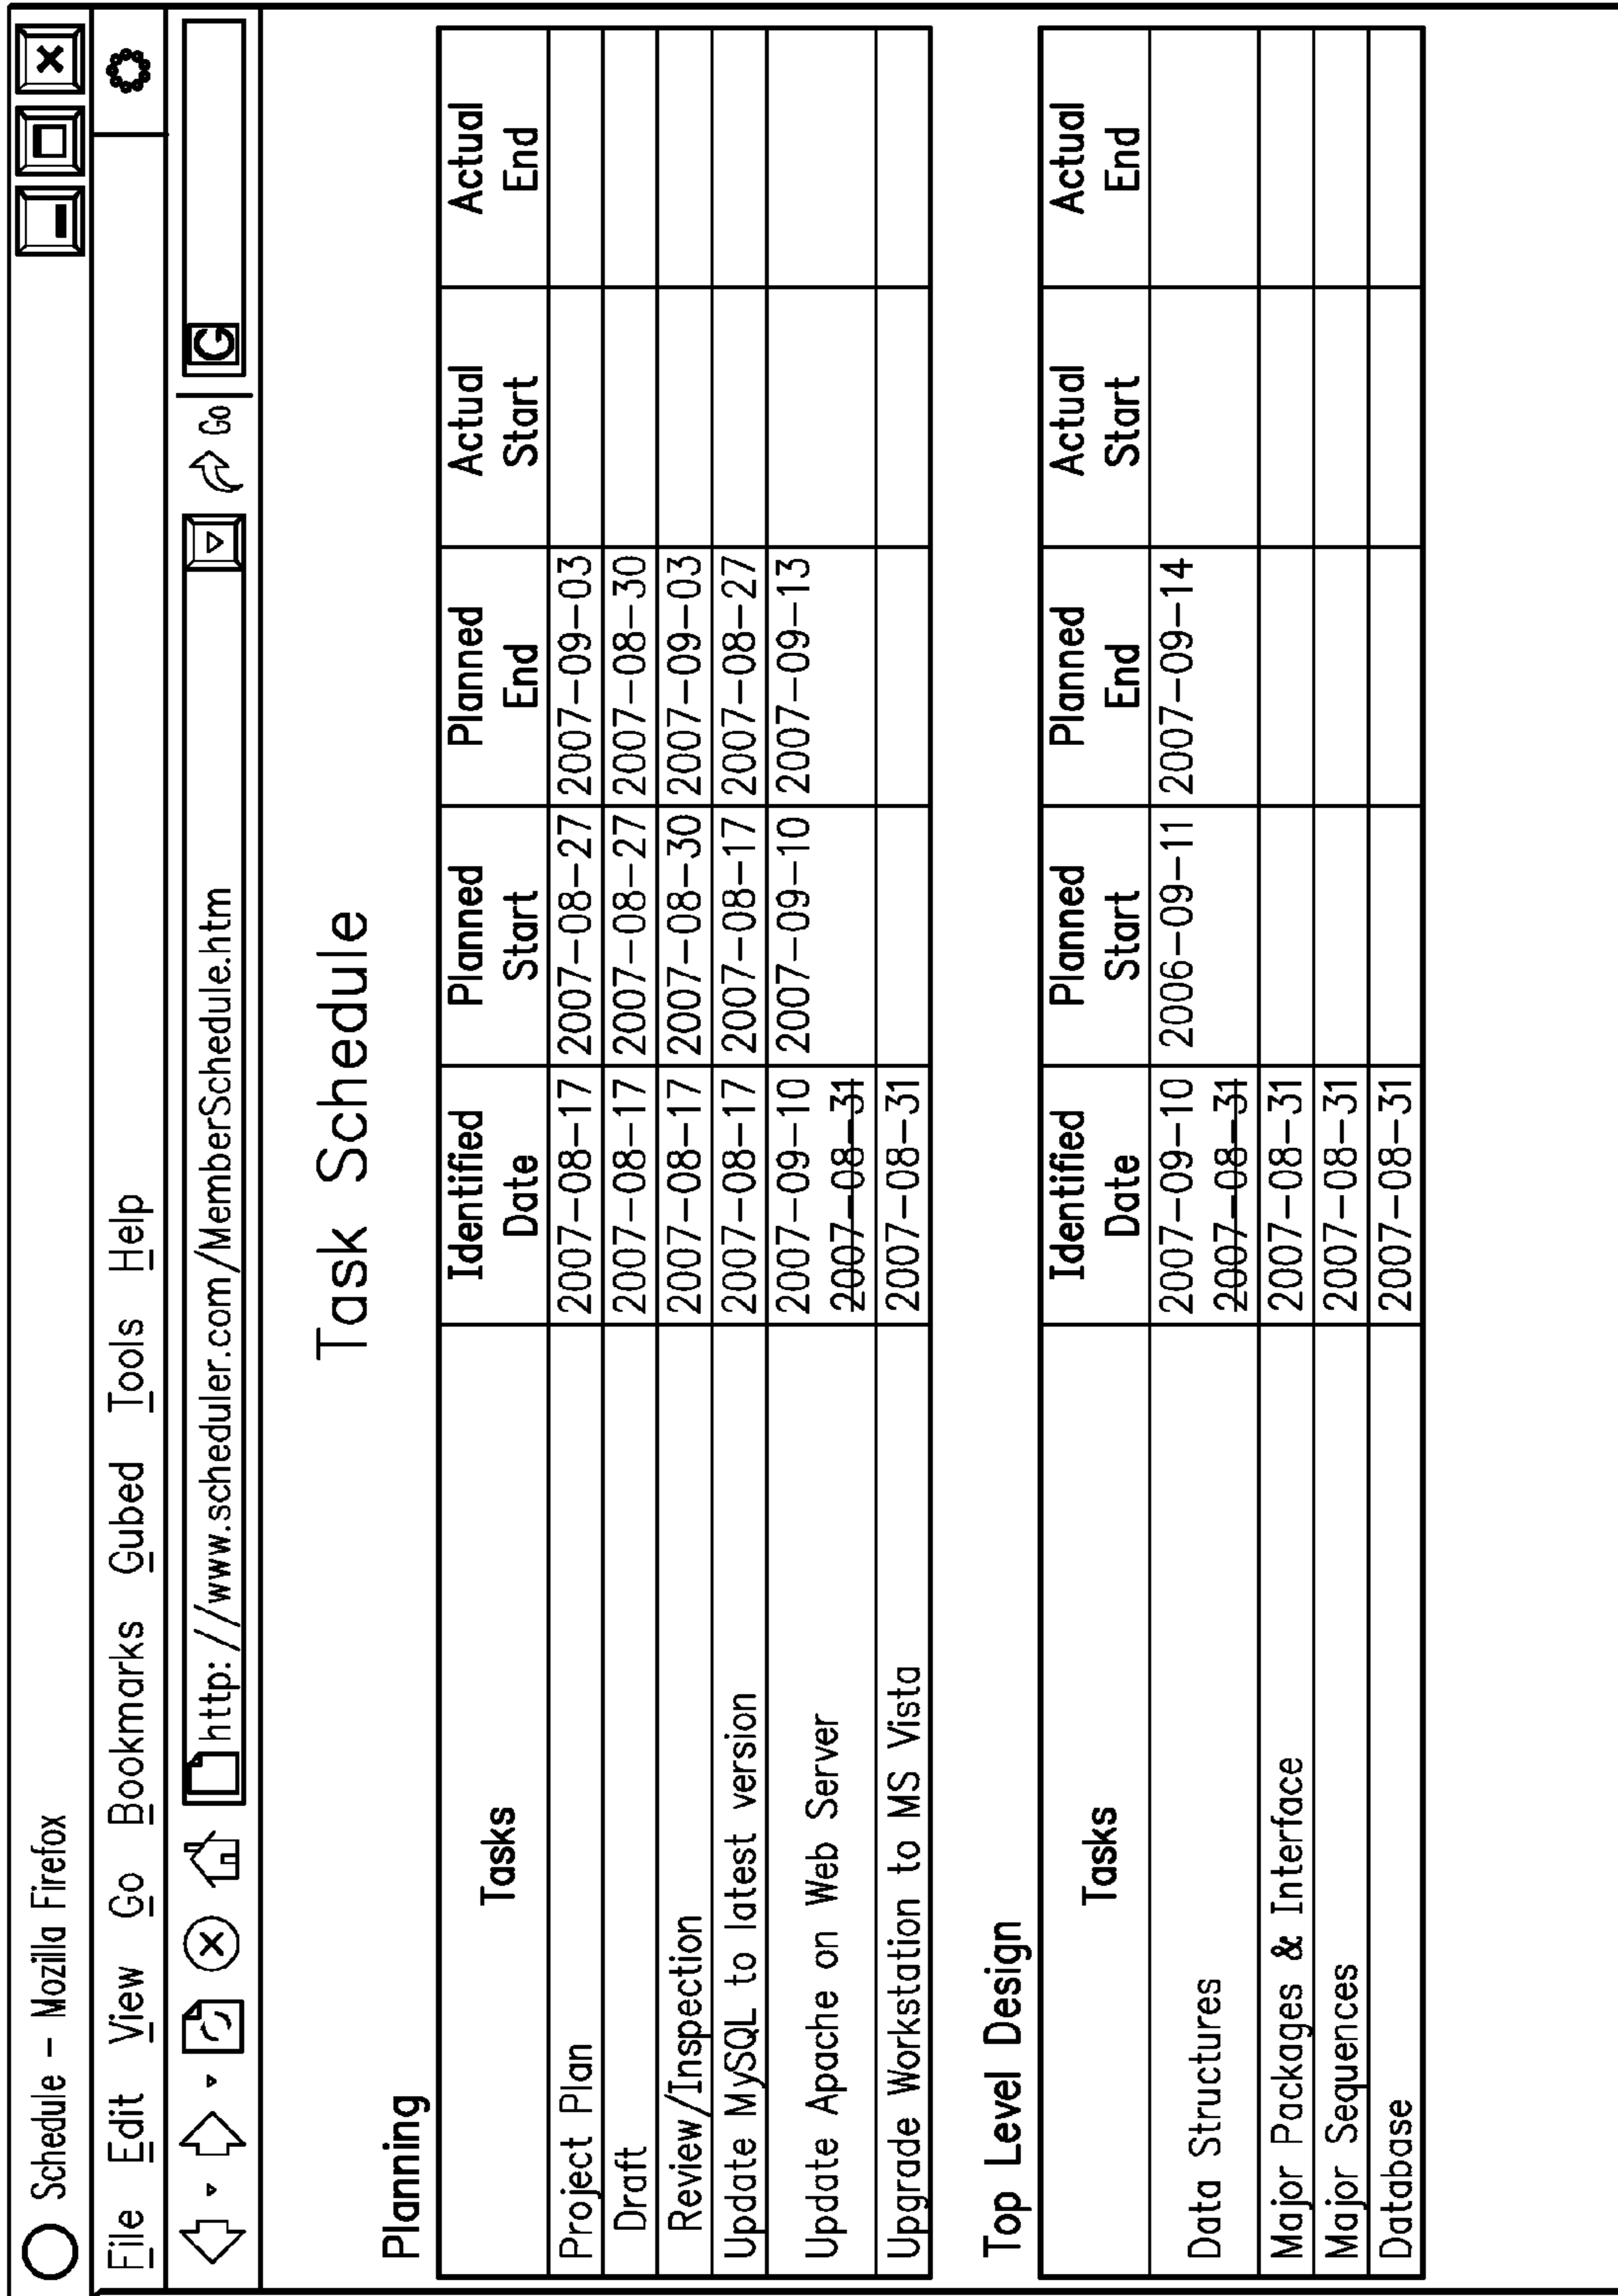 Schedule – Mozilla Firefox
File Edit View Go Bookmarks Gubed Tools Help
http: //www.scheduler.com/MemberSchedule.htm Go G
Task Schedule
Planning
Tasks Identified Date Planned Start Planned End Actual Start Actual End
Project Plan 2007–08–17 2007–08–27 2007–09–03
Draft 2007–08–17 2007–08–27 2007–08–30
Review/Inspection 2007–08–17 2007–08–30 2007–09–03
Update MySQL to latest version 2007–08–17 2007–08–17 2007–08–27
Update Apache on Web Server 2007–09–10 2007–09–10 2007–09–13
2007–08–31
Upgrade Workstation to MS Vista 2007–08–31
Top Level Design
Tasks Identified Date Planned Start Planned End Actual Start Actual End
Data Structures 2007–09–10 2006–09–11 2007–09–14
2007–08–31
Major Packages & Interface 2007–08–31
Major Sequences 2007–08–31
Database 2007–08–31